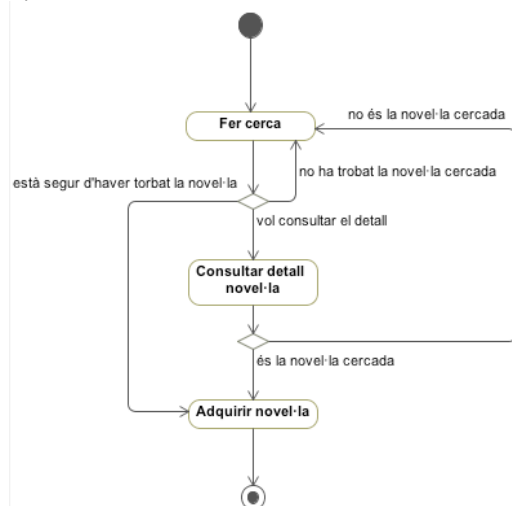 Fer cerca
no és la novel·la cercada
no ha trobat la novel·la cercada
està segur d'haver torbat la novel·la
vol consultar el detall
Consultar detall
novel·la
és la novel·la cercada
Adquirir novel·la